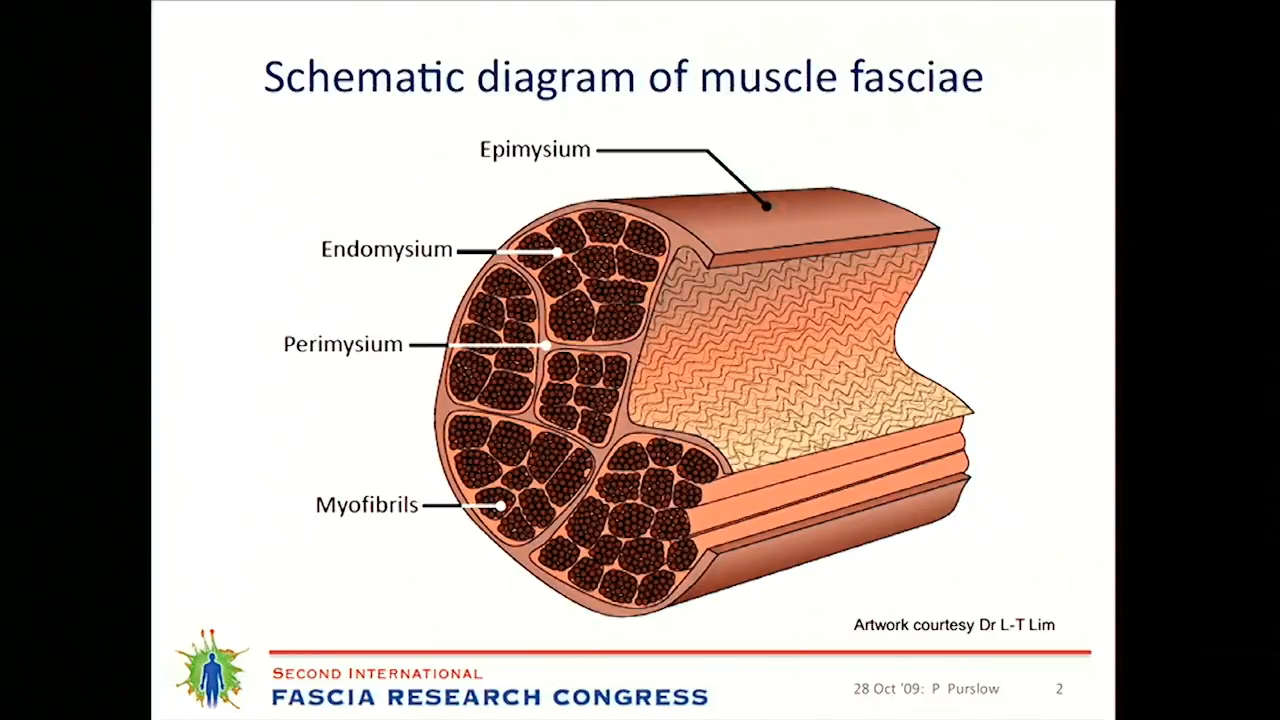 Schematic diagram of muscle fasciae
Epimysium
Endomysium
Perimysium
Myofibrils
Artwork courtesy Dr L-T Lim
SECOND INTERNATIONAL
FASCIA RESEARCH CONGRESS
28 Oct '09: P Purslow 2